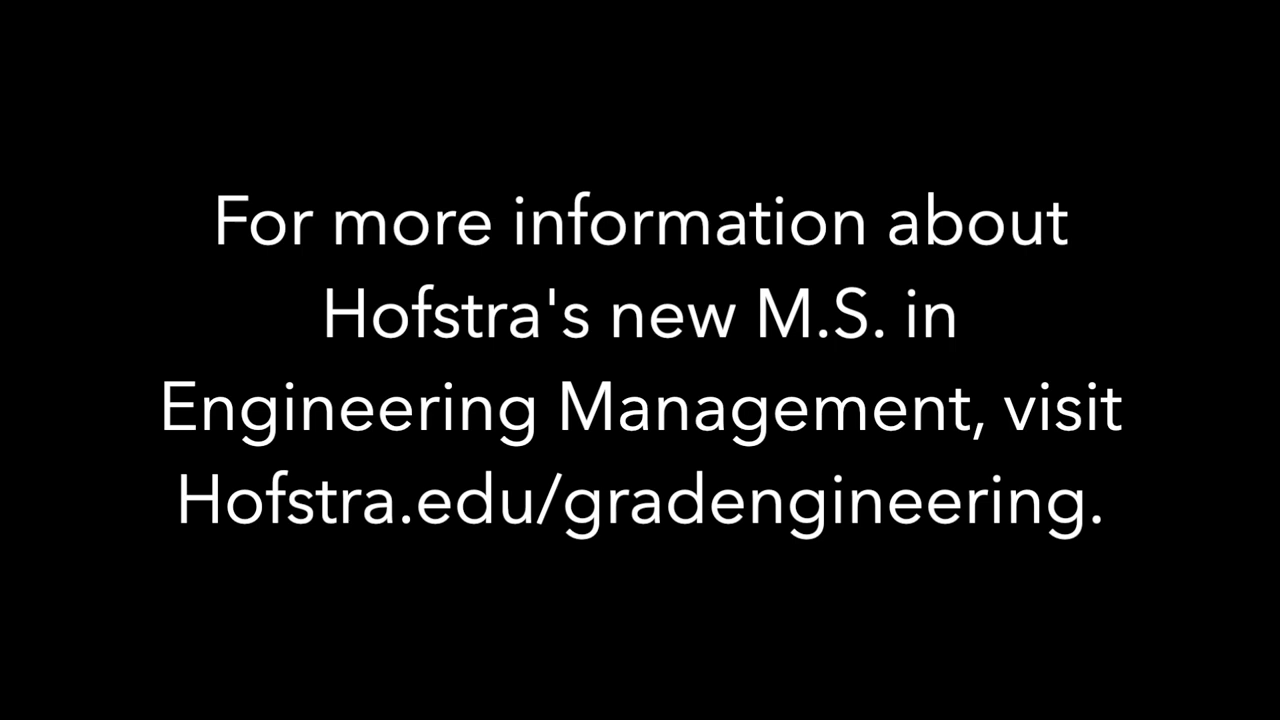 For more information about
Hofstra's new M.S. in
Engineering Management, visit
Hofstra.edu/gradengineering.